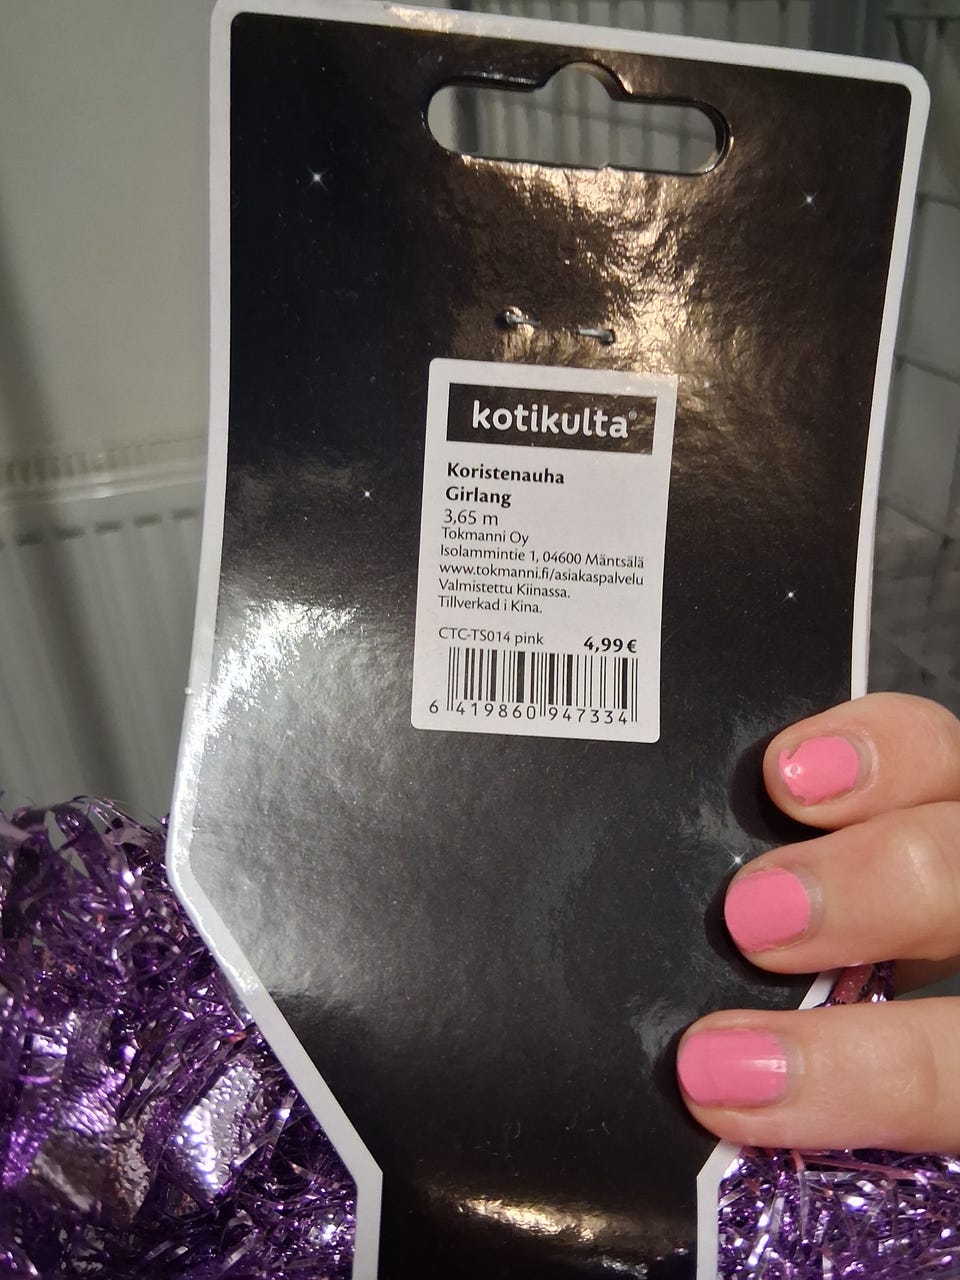 kotikulta®
Koristenauha
Girlang
3,65 m
Tokmanni Oy
Isolammintie 1, 04600 Mäntsälä
www.tokmanni.fi/asiakaspalvelu
Valmistettu Kiinassa.
Tillverkad i Kina.
CTC-TS014 pink 4,99 €
6 419860 947334